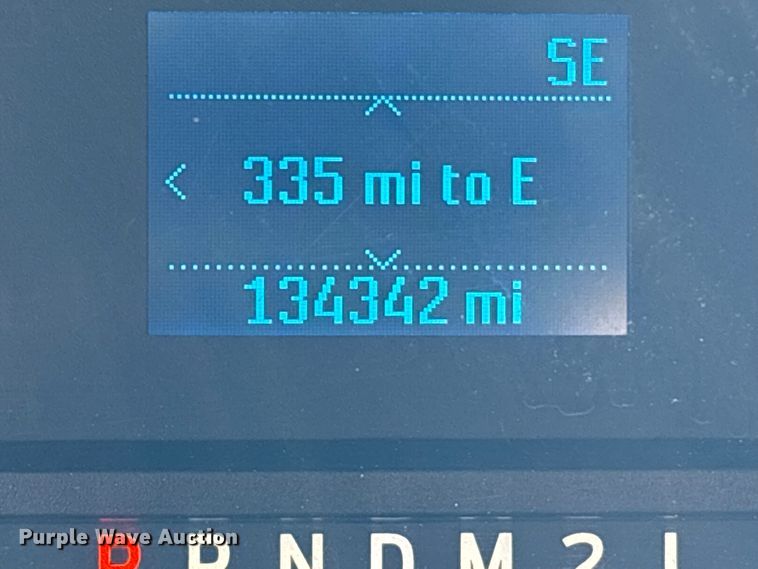 SE
335 mi to E
134342 mi
Purple Wave Auction
P R N D M 2 1